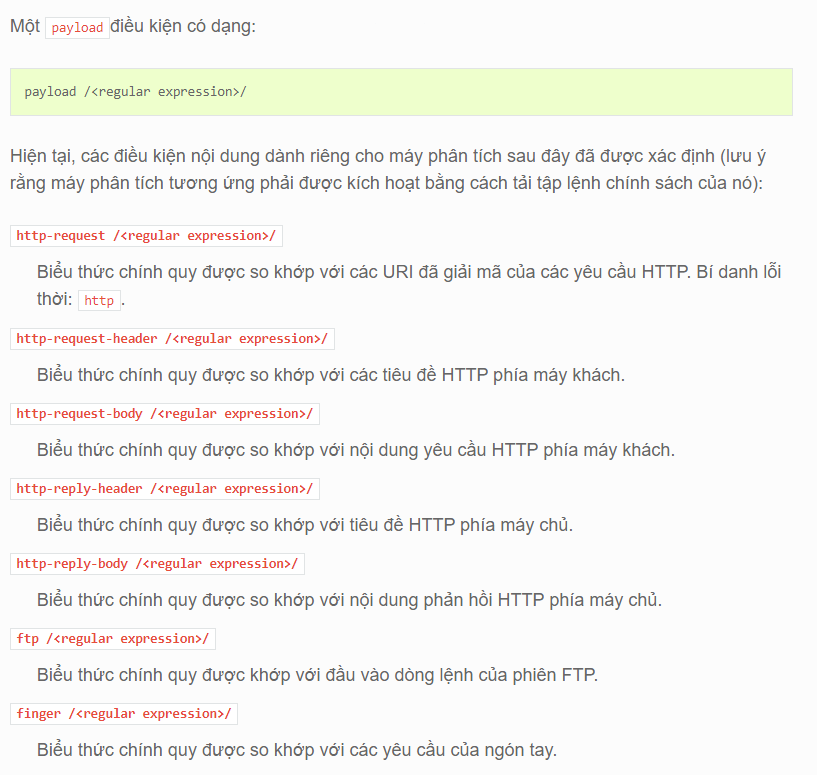 Một payload điều kiện có dạng:
payload /<regular expression>/
Hiện tại, các điều kiện nội dung dành riêng cho máy phân tích sau đây đã được xác định (lưu ý
rằng máy phân tích tương ứng phải được kích hoạt bằng cách tải tập lệnh chính sách của nó):
http-request /<regular expression>/
Biểu thức chính quy được so khớp với các URI đã giải mã của các yêu cầu HTTP. Bí danh lỗi
thời: http .
http-request-header /<regular expression>/
Biểu thức chính quy được so khớp với các tiêu đề HTTP phía máy khách.
http-request-body /<regular expression>/
Biểu thức chính quy được so khớp với nội dung yêu cầu HTTP phía máy khách.
http-reply-header /<regular expression>/
Biểu thức chính quy được so khớp với tiêu đề HTTP phía máy chủ.
http-reply-body /<regular expression>/
Biểu thức chính quy được so khớp với nội dung phản hồi HTTP phía máy chủ.
ftp /<regular expression>/
Biểu thức chính quy được khớp với đầu vào dòng lệnh của phiên FTP.
finger /<regular expression>/
Biểu thức chính quy được so khớp với các yêu cầu của ngón tay.